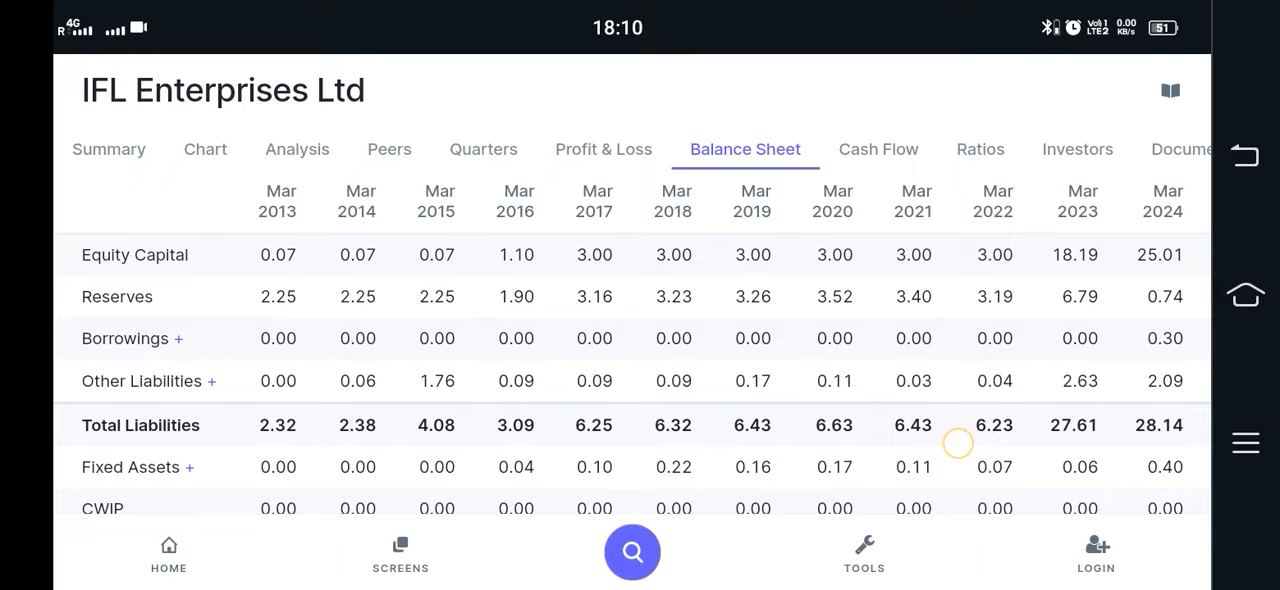 R 4G 18:10 Vo) 1 LTE2 0.00 KB/s 51
IFL Enterprises Ltd
Summary Chart Analysis Peers Quarters Profit & Loss Balance Sheet Cash Flow Ratios Investors Docume
Mar Mar Mar Mar Mar Mar Mar Mar Mar Mar Mar Mar
2013 2014 2015 2016 2017 2018 2019 2020 2021 2022 2023 2024
Equity Capital 0.07 0.07 0.07 1.10 3.00 3.00 3.00 3.00 3.00 3.00 18.19 25.01
Reserves 2.25 2.25 2.25 1.90 3.16 3.23 3.26 3.52 3.40 3.19 6.79 0.74
Borrowings + 0.00 0.00 0.00 0.00 0.00 0.00 0.00 0.00 0.00 0.00 0.00 0.30
Other Liabilities + 0.00 0.06 1.76 0.09 0.09 0.09 0.17 0.11 0.03 0.04 2.63 2.09
Total Liabilities 2.32 2.38 4.08 3.09 6.25 6.32 6.43 6.63 6.43 6.23 27.61 28.14
Fixed Assets + 0.00 0.00 0.00 0.04 0.10 0.22 0.16 0.17 0.11 0.07 0.06 0.40
CWIP 0.00 0.00 0.00 0.00 0.00 0.00 0.00 0.00 0.00 0.00 0.00 0.00
HOME SCREENS TOOLS LOGIN